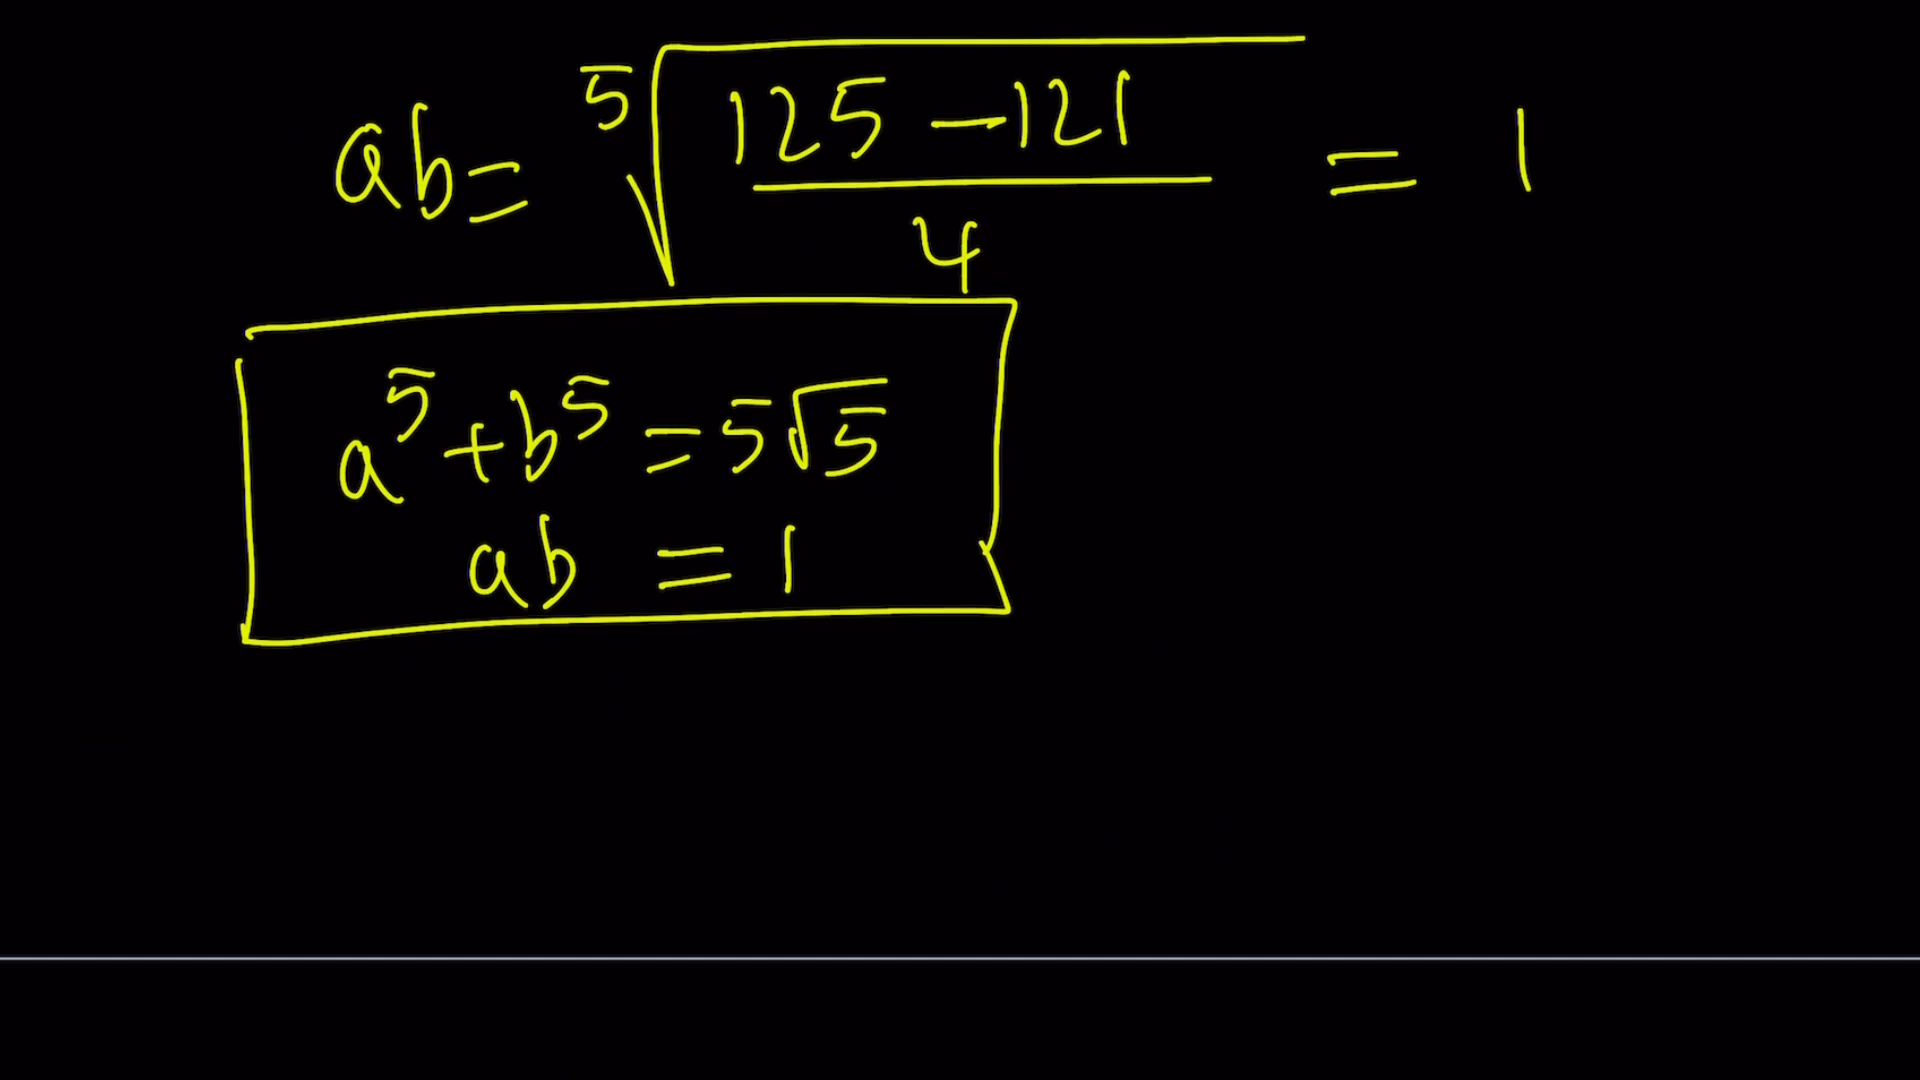 ab = ⁵√((125 − 121)/4) = 1
a⁵ + b⁵ = 5√5
ab = 1